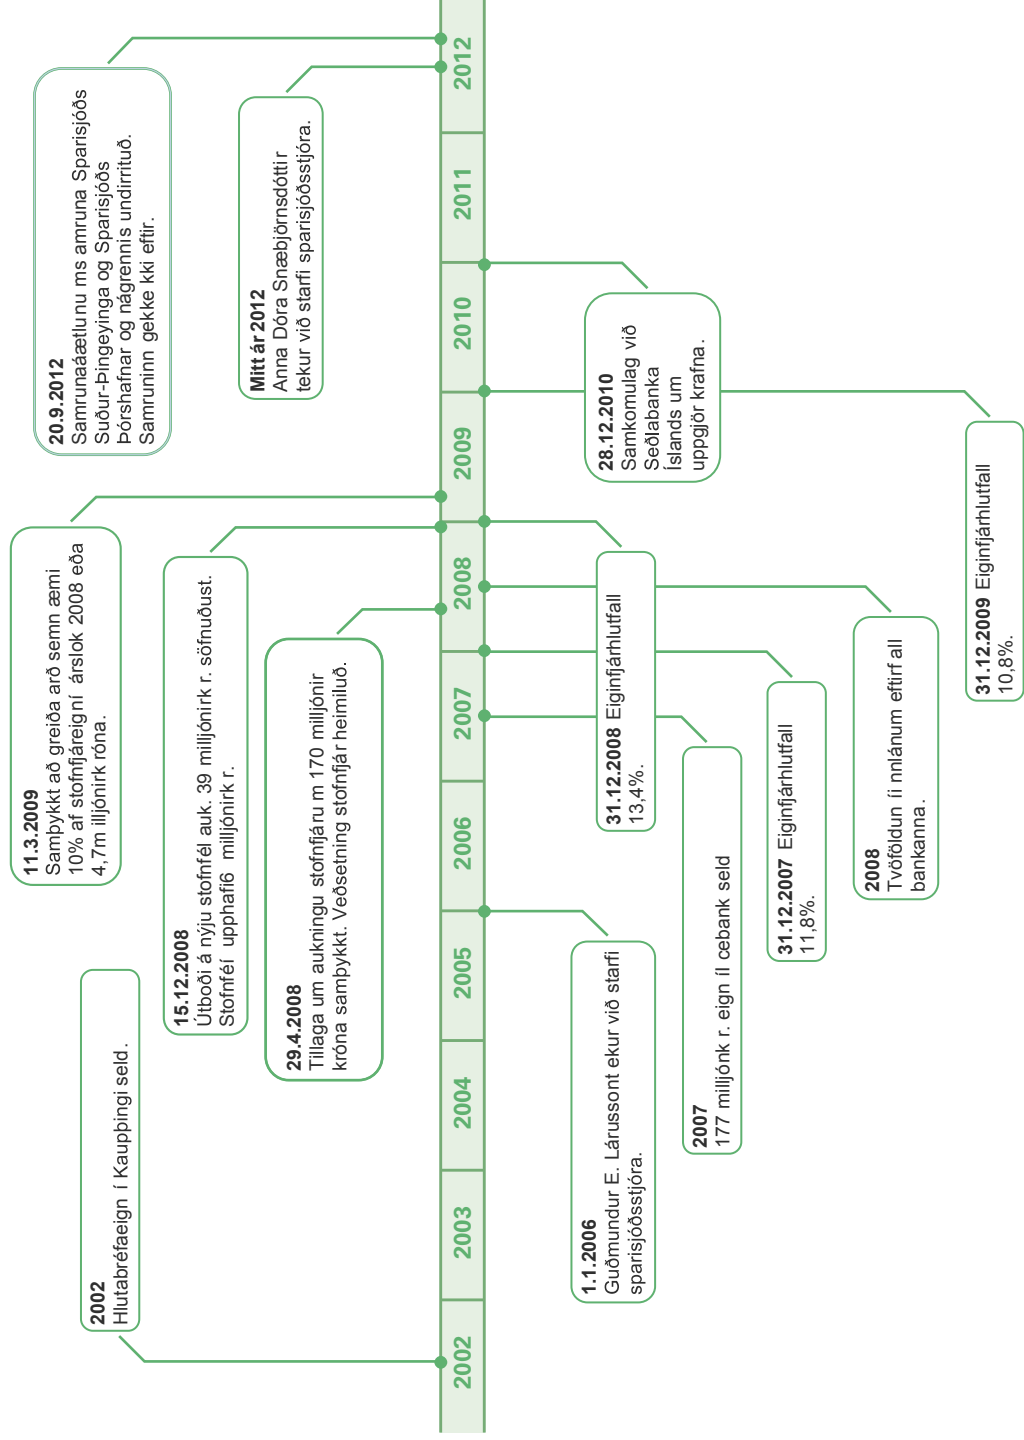 20.9.2012
Samrunaáætlunu ms amruna Sparisjóðs
Suður-Þingeyinga og Sparisjóðs
Þórshafnar og nágrennis undirrituð.
Samruninn gekke kki eftir.
Mitt ár 2012
Anna Dóra Snæbjörnsdóttir
tekur við starfi sparisjóðsstjóra.
11.3.2009
Samþykkt að greiða arð semn æmi
10% af stofnfjáreigní árslok 2008 eða
4,7m illjónirk róna.
15.12.2008
Útboði á nýju stofnfél auk. 39 milljónirk r. söfnuðust.
Stofnféí upphafi6 milljónirk r.
29.4.2008
Tillaga um aukningu stofnfjáru m 170 milljónir
króna samþykkt. Veðsetning stofnfjár heimiluð.
2002
Hlutabréfaeign í Kaupþingi seld.
2002
2003
2004
2005
2006
2007
2008
2009
2010
2011
2012
1.1.2006
Guðmundur E. Lárussont ekur við starfi
sparisjóðsstjóra.
2007
177 milljónk r. eign íl cebank seld
31.12.2007 Eiginfjárhlutfall
11,8%.
2008
Tvöföldun íi nnlánum eftirf all
bankanna.
31.12.2008 Eiginfjárhlutfall
13,4%.
31.12.2009 Eiginfjárhlutfall
10,8%.
28.12.2010
Samkomulag við
Seðlabanka
Íslands um
uppgjör krafna.